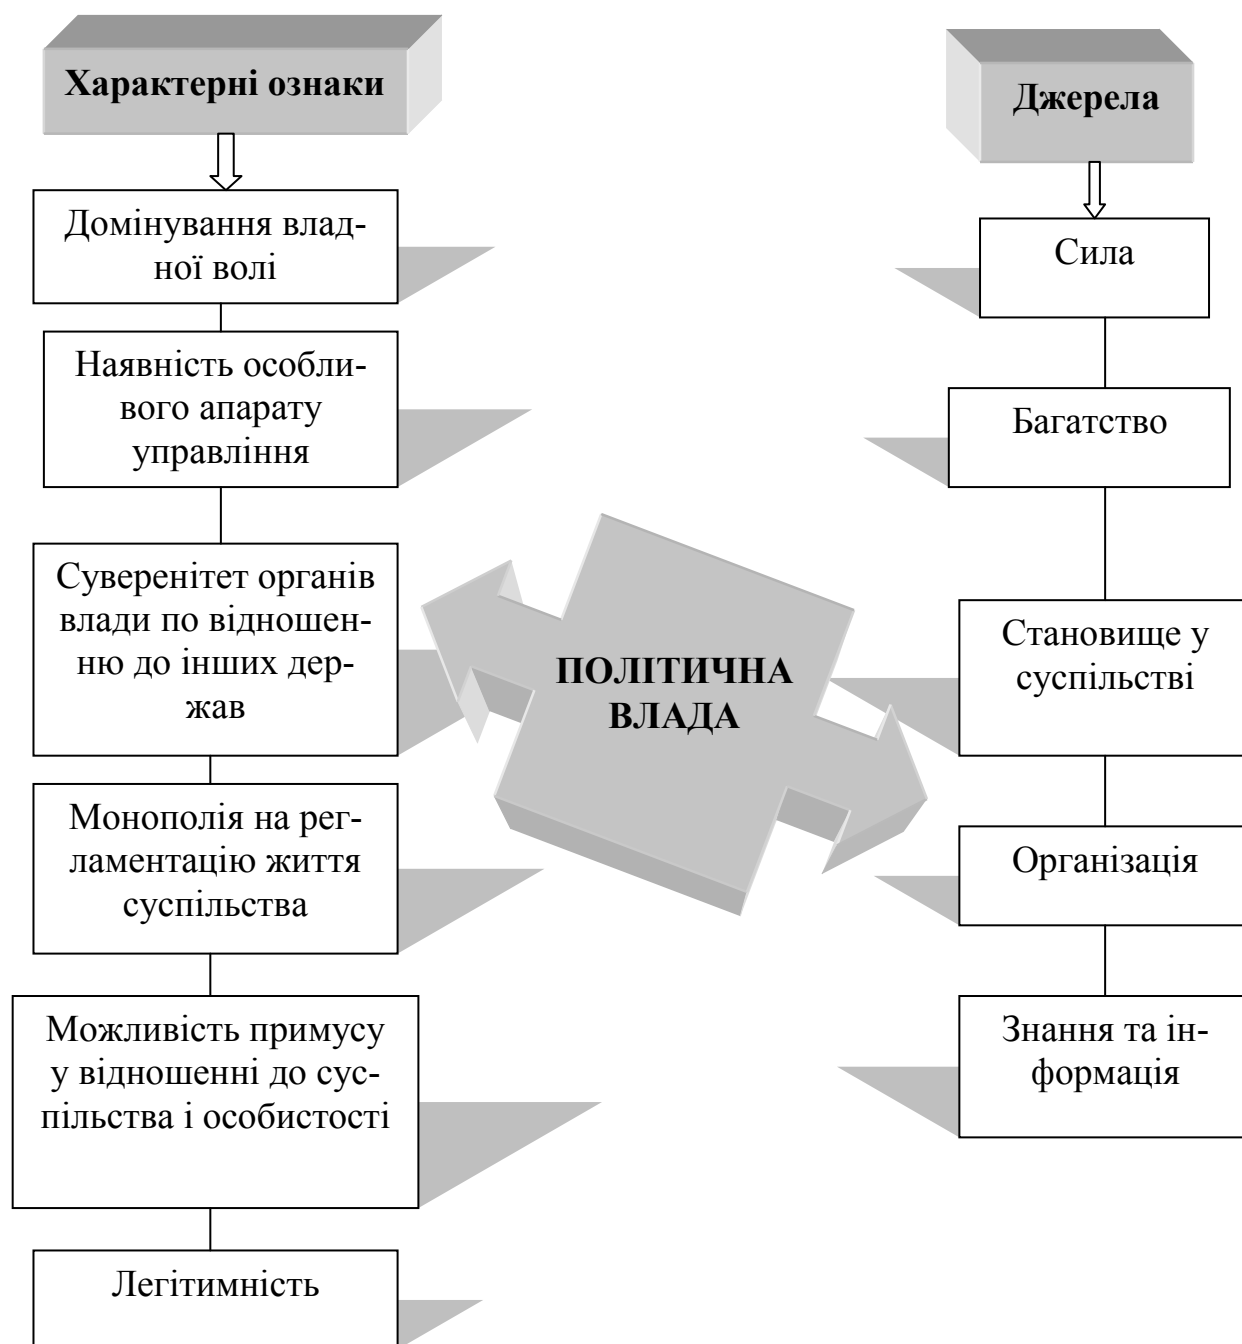 Характерні ознаки
Домінування влад-
ної волі
Наявність особли-
вого апарату
управління
Суверенітет органів
влади по відношен-
ню до інших дер-
жав
Монополія на рег-
ламентацію життя
суспільства
Можливість примусу
у відношенні до сус-
пільства і особистості
Легітимність
ПОЛІТИЧНА
ВЛАДА
Джерела
Сила
Багатство
Становище у
суспільстві
Організація
Знання та ін-
формація